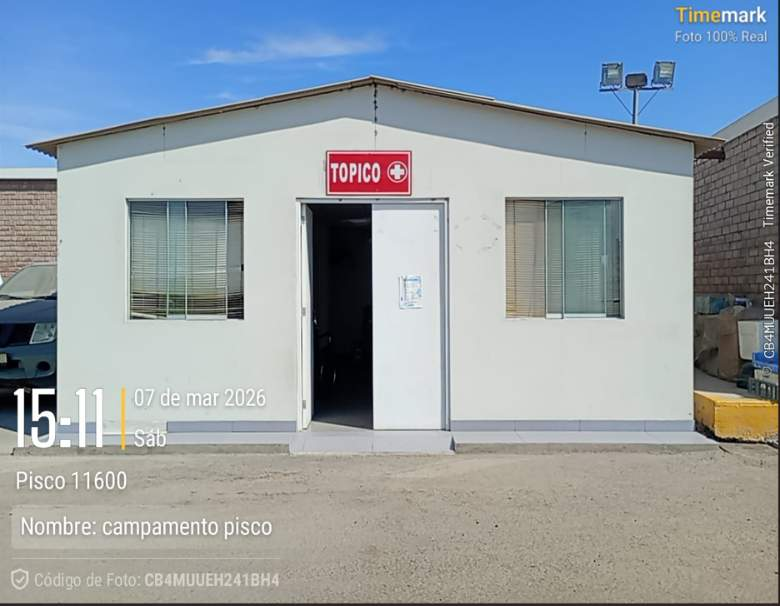 Timemark
Foto 100% Real
TOPICO
15:11
07 de mar 2026
Sáb
Pisco 11600
Nombre: campamento pisco
Código de Foto: CB4MUUEH241BH4
CB4MUUEH241BH4 Timemark Verified